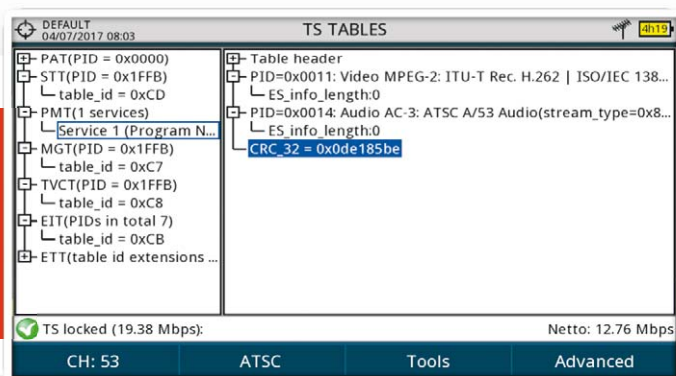 DEFAULT
04/07/2017 08:03
TS TABLES
4h19
PAT(PID = 0x0000)
STT(PID = 0x1FFB)
table_id = 0xCD
PMT(1 services)
Service 1 (Program N...
MGT(PID = 0x1FFB)
table_id = 0xC7
TVCT(PID = 0x1FFB)
table_id = 0xC8
EIT(PIDs in total 7)
table_id = 0xCB
ETT(table id extensions ...
Table header
PID=0x0011: Video MPEG-2: ITU-T Rec. H.262 | ISO/IEC 138...
ES_info_length:0
PID=0x0014: Audio AC-3: ATSC A/53 Audio(stream_type=0x8...
ES_info_length:0
CRC_32 = 0x0de185be
TS locked (19.38 Mbps):
Netto: 12.76 Mbps
CH: 53
ATSC
Tools
Advanced